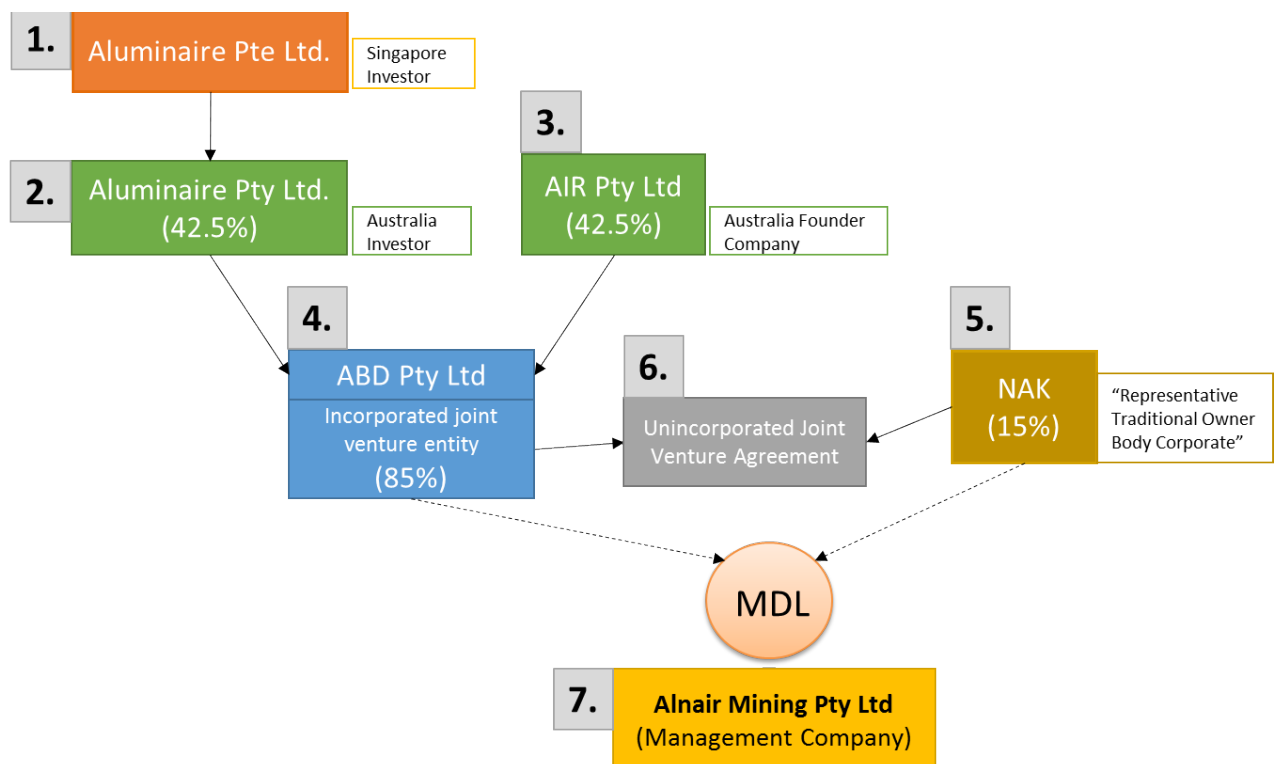 1.
Aluminaire Pte Ltd.
Singapore
Investor
2.
Aluminaire Pty Ltd.
(42.5%)
Australia
Investor
3.
AIR Pty Ltd
(42.5%)
Australia Founder
Company
4.
ABD Pty Ltd
Incorporated joint
venture entity
(85%)
6.
Unincorporated Joint
Venture Agreement
5.
NAK
(15%)
“Representative
Traditional Owner
Body Corporate”
MDL
7.
Alnair Mining Pty Ltd
(Management Company)